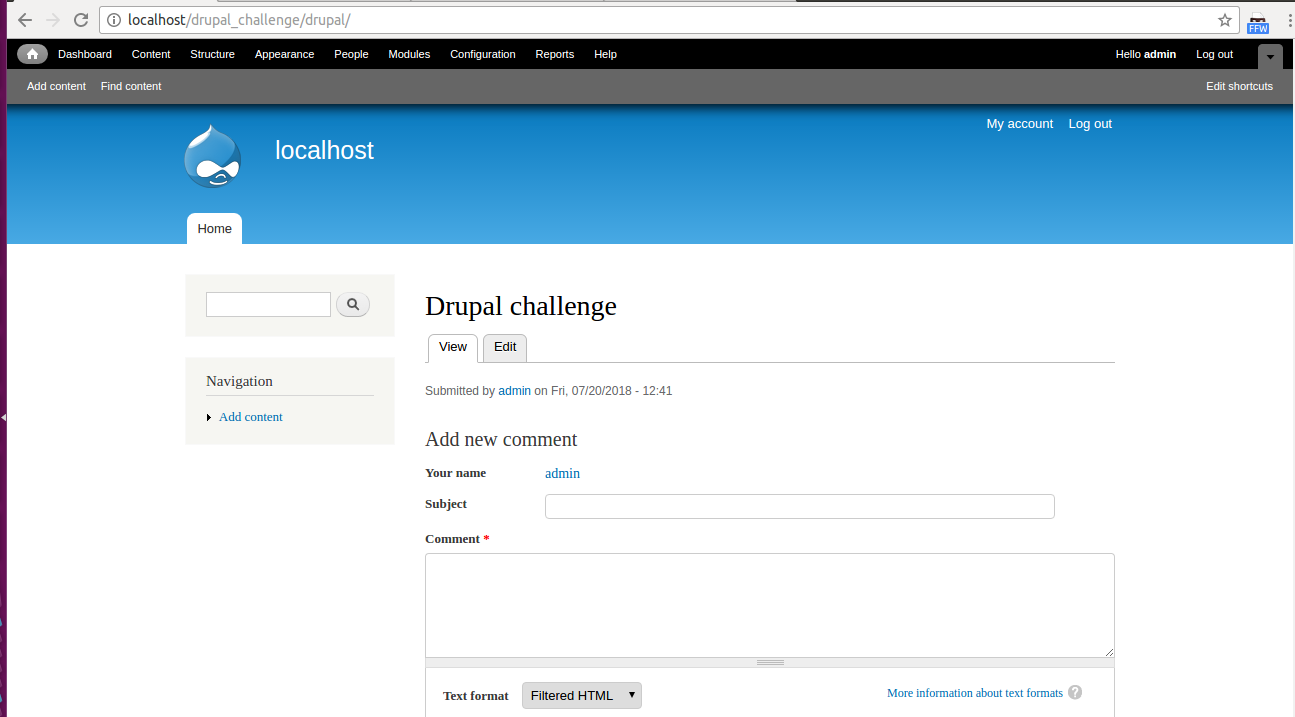 localhost/drupal_challenge/drupal/
FFW
Dashboard Content Structure Appearance People Modules Configuration Reports Help Hello admin Log out
Add content Find content Edit shortcuts
My account Log out
localhost
Home
Drupal challenge
View Edit
Navigation
Add content
Submitted by admin on Fri, 07/20/2018 - 12:41
Add new comment
Your name admin
Subject
Comment *
Text format Filtered HTML More information about text formats ?